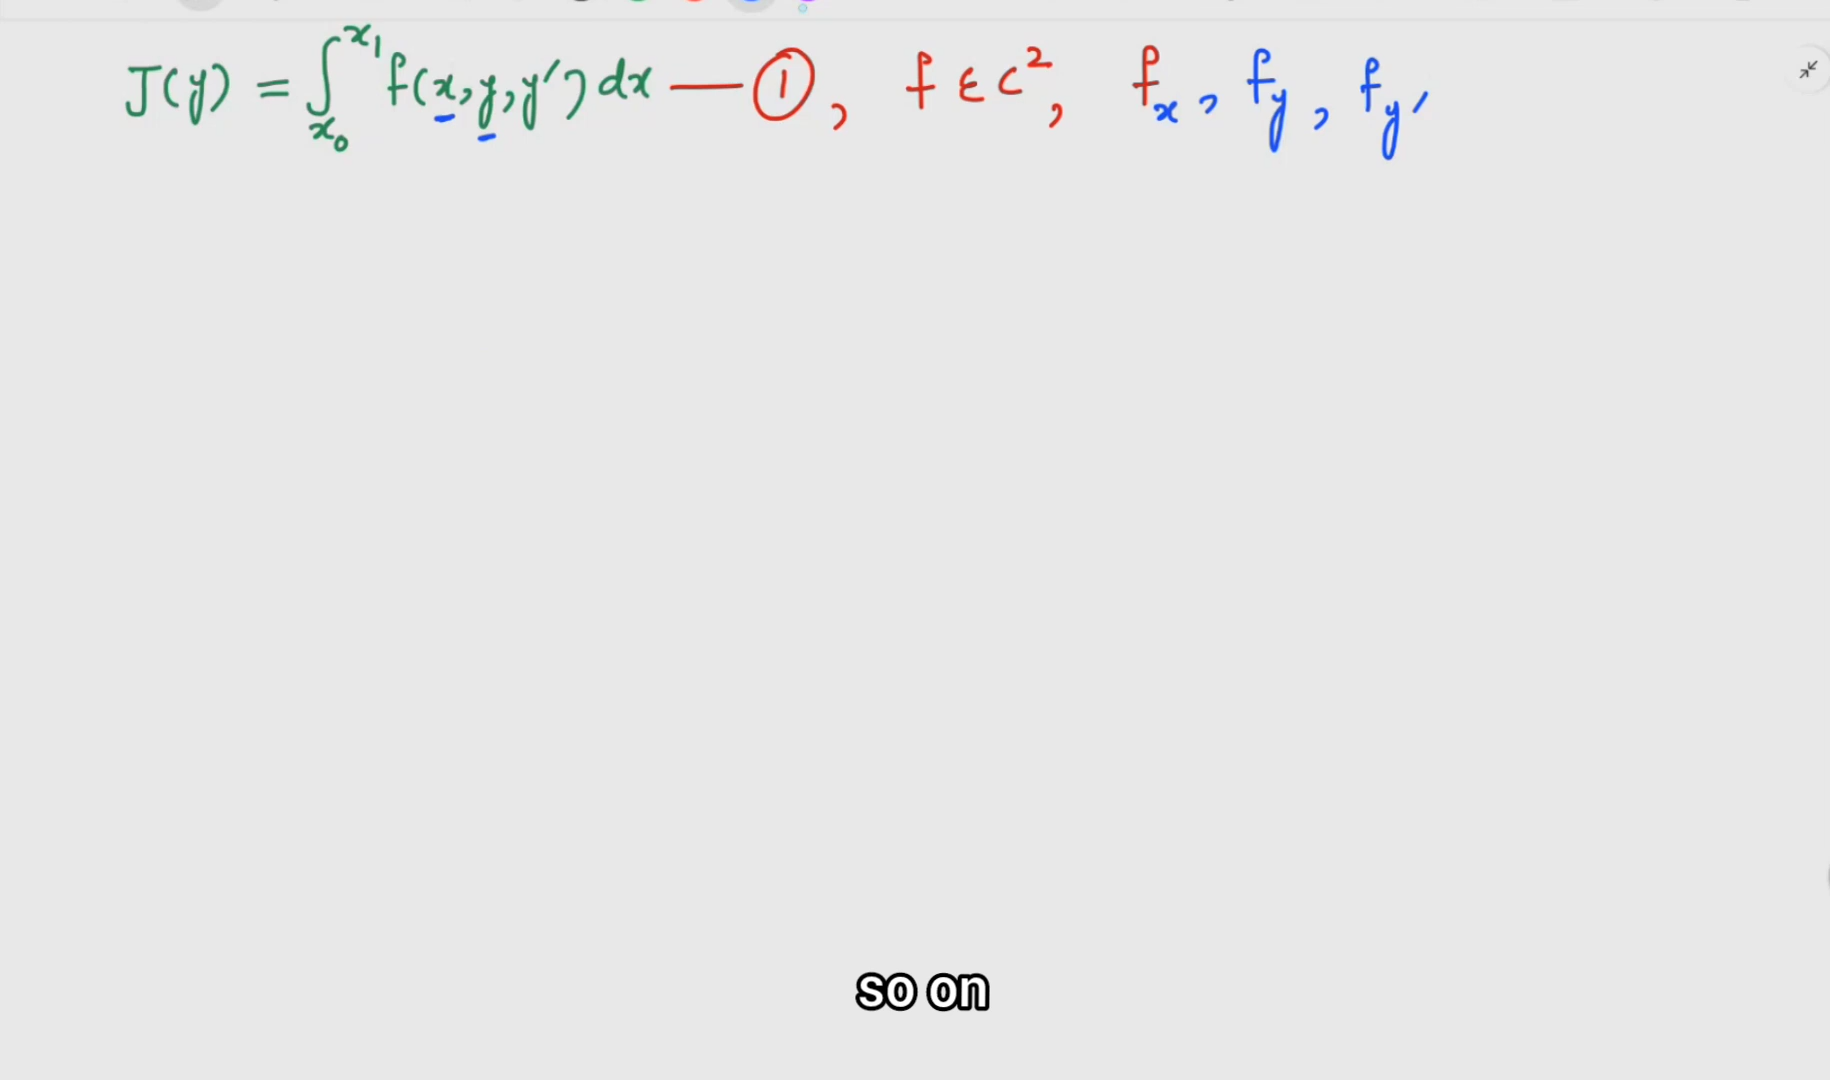 J(y) = ∫_{x₀}^{x₁} f(x, y, y′) dx — ①, f ∈ C², f_x, f_y, f_y′
so on